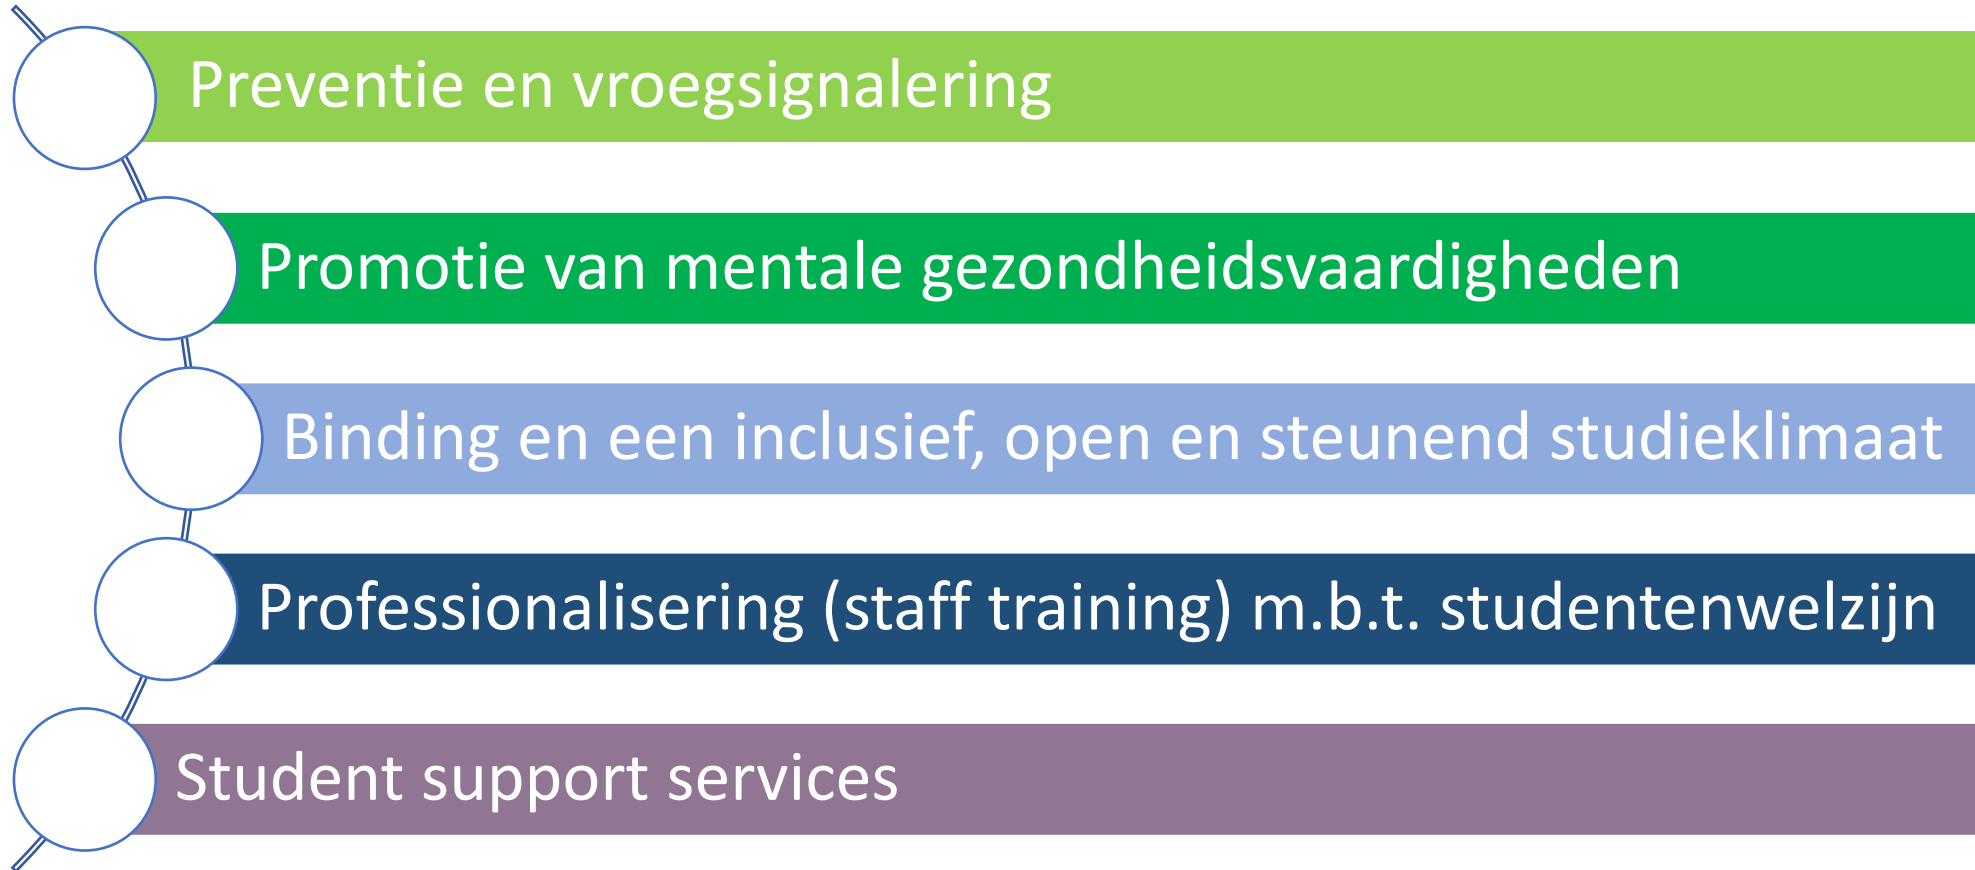 Preventie en vroegsignalering
Promotie van mentale gezondheidsvaardigheden
Binding en een inclusief, open en steunend studieklimaat
Professionalisering (staff training) m.b.t. studentenwelzijn
Student support services